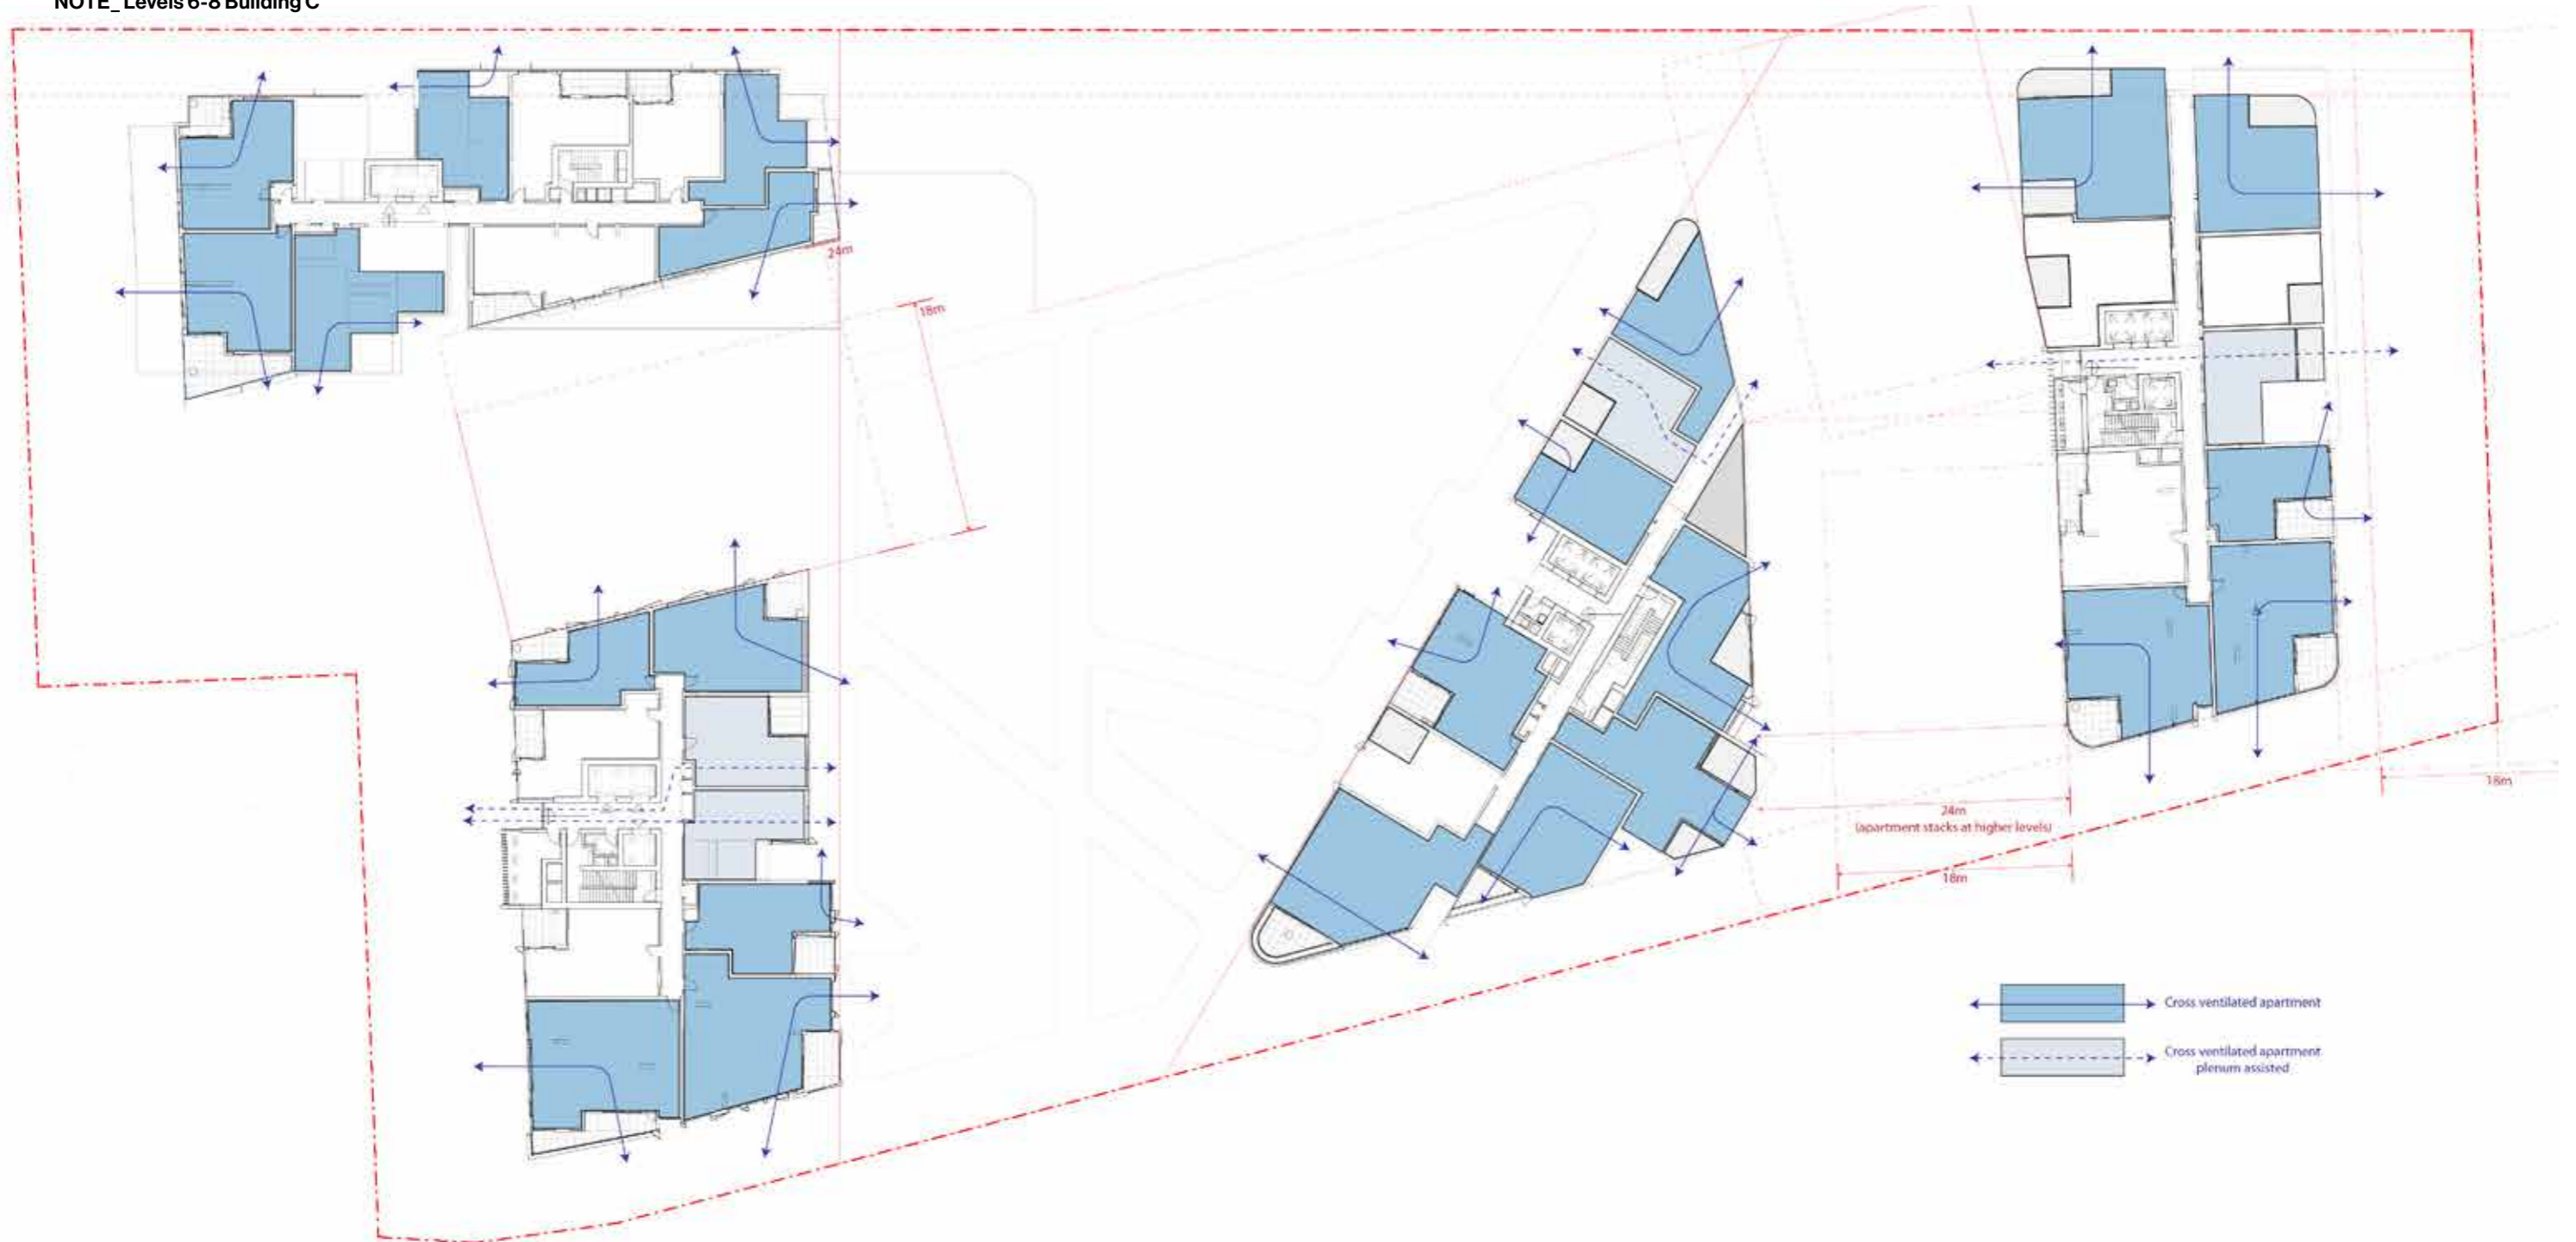 NOTE_ Levels 6-8 Building C
24m
18m
18m
24m
(apartment stacks at higher levels)
18m
Cross ventilated apartment
Cross ventilated apartment
plenum assisted